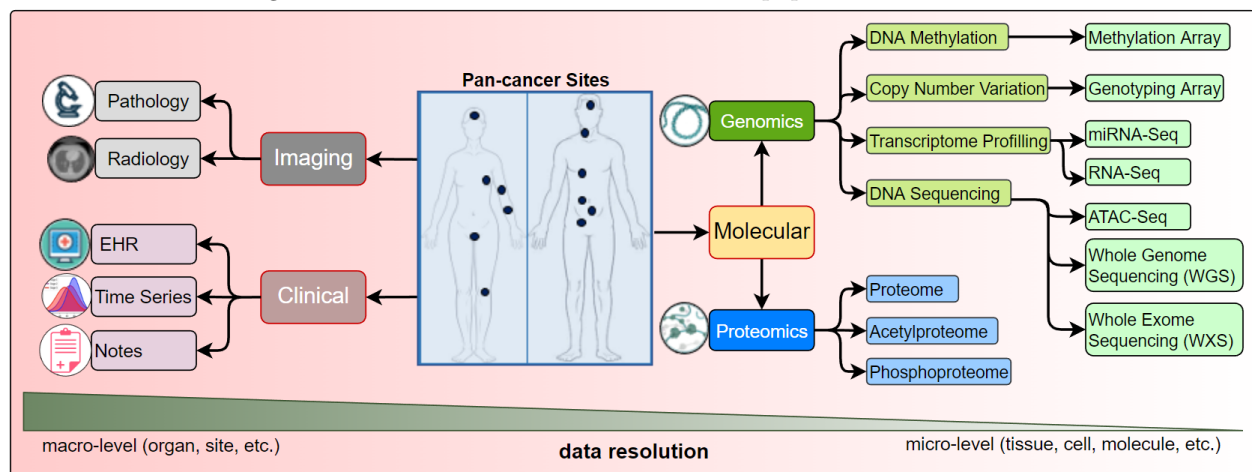 Pan-cancer Sites
Pathology
Radiology
Imaging
EHR
Time Series
Notes
Clinical
Molecular
Genomics
DNA Methylation
Methylation Array
Copy Number Variation
Genotyping Array
Transcriptome Profilling
miRNA-Seq
RNA-Seq
DNA Sequencing
ATAC-Seq
Whole Genome
Sequencing (WGS)
Whole Exome
Sequencing (WXS)
Proteomics
Proteome
Acetylproteome
Phosphoproteome
macro-level (organ, site, etc.)
data resolution
micro-level (tissue, cell, molecule, etc.)